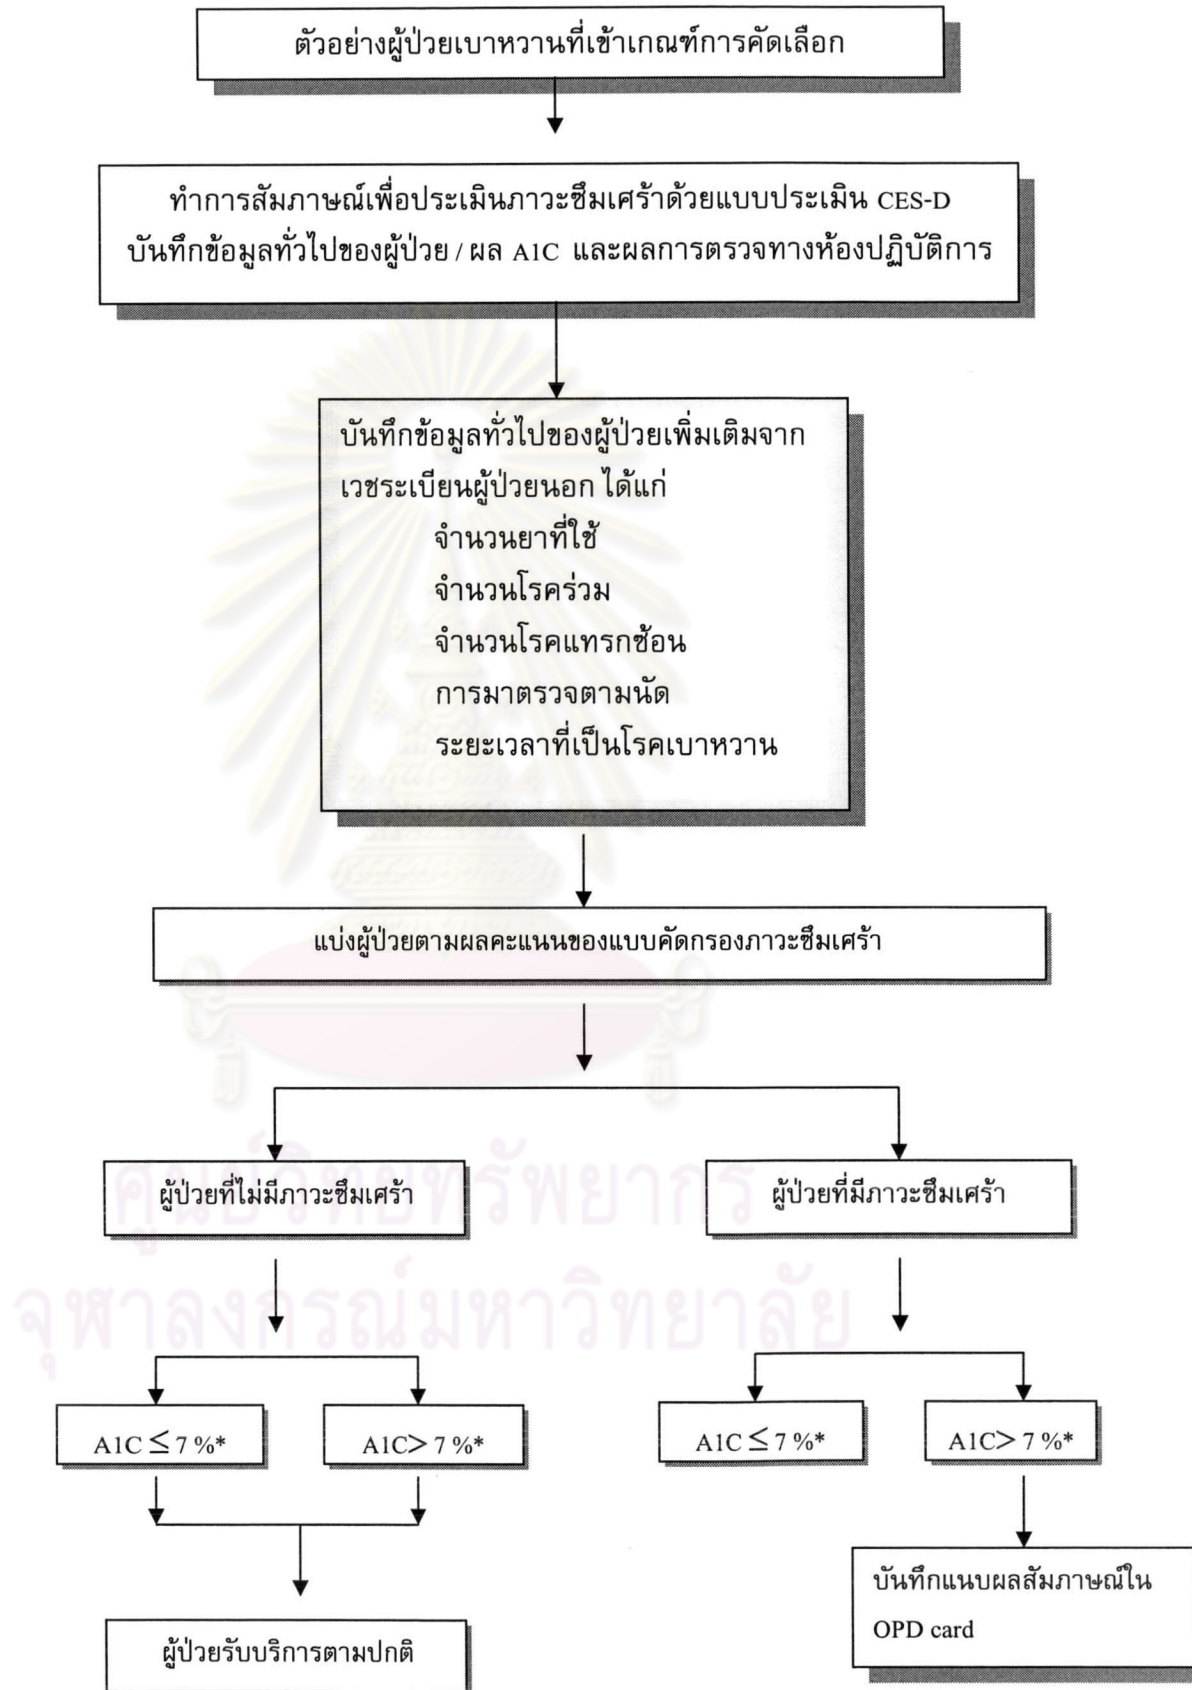 ตัวอย่างผู้ป่วยเบาหวานที่เข้าเกณฑ์การคัดเลือก
ทำการสัมภาษณ์เพื่อประเมินภาวะซึมเศร้าด้วยแบบประเมิน CES-D
บันทึกข้อมูลทั่วไปของผู้ป่วย / ผล A1C และผลการตรวจทางห้องปฏิบัติการ
บันทึกข้อมูลทั่วไปของผู้ป่วยเพิ่มเติมจาก
เวชระเบียนผู้ป่วยนอก ได้แก่
จำนวนยาที่ใช้
จำนวนโรคร่วม
จำนวนโรคแทรกซ้อน
การมาตรวจตามนัด
ระยะเวลาที่เป็นโรคเบาหวาน
แบ่งผู้ป่วยตามผลคะแนนของแบบคัดกรองภาวะซึมเศร้า
ผู้ป่วยที่ไม่มีภาวะซึมเศร้า
ผู้ป่วยที่มีภาวะซึมเศร้า
ศูนย์วิทยทรัพยากร
จุฬาลงกรณ์มหาวิทยาลัย
A1C ≤ 7 %*
A1C> 7 %*
A1C ≤ 7 %*
A1C> 7 %*
บันทึกแนบผลสัมภาษณ์ใน
OPD card
ผู้ป่วยรับบริการตามปกติ